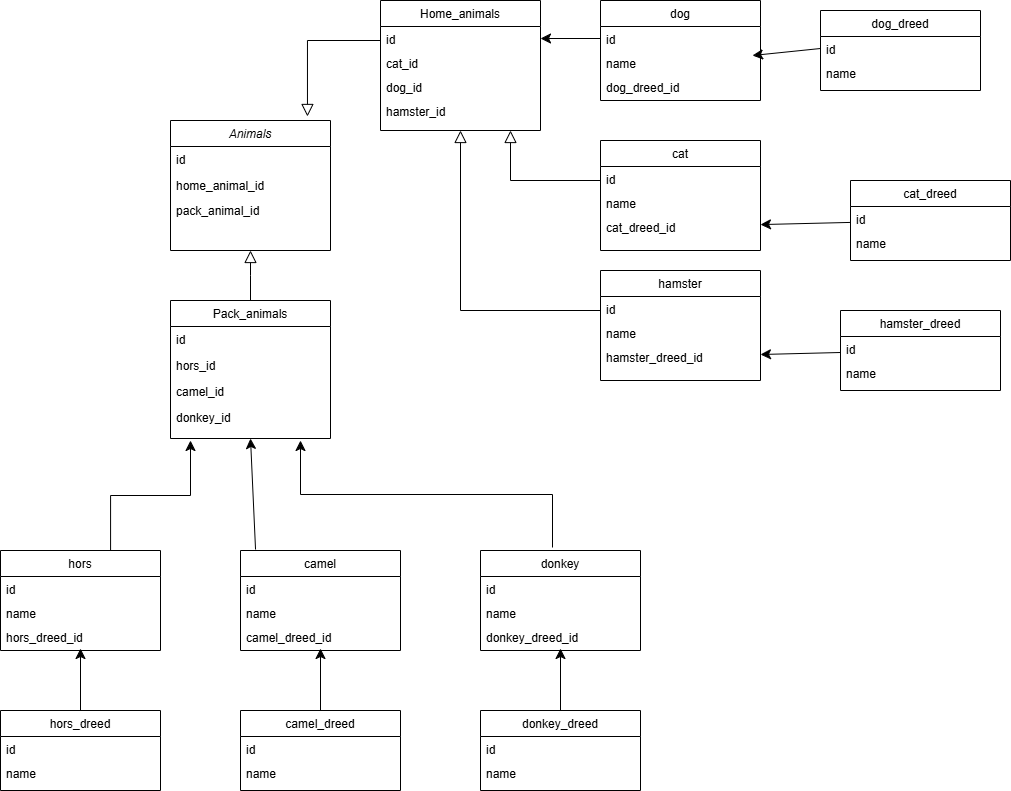 Home_animals
id
cat_id
dog_id
hamster_id
dog
id
name
dog_dreed_id
dog_dreed
id
name
Animals
id
home_animal_id
pack_animal_id
cat
id
name
cat_dreed_id
cat_dreed
id
name
hamster
id
name
hamster_dreed_id
hamster_dreed
id
name
Pack_animals
id
hors_id
camel_id
donkey_id
hors
id
name
hors_dreed_id
camel
id
name
camel_dreed_id
donkey
id
name
donkey_dreed_id
hors_dreed
id
name
camel_dreed
id
name
donkey_dreed
id
name